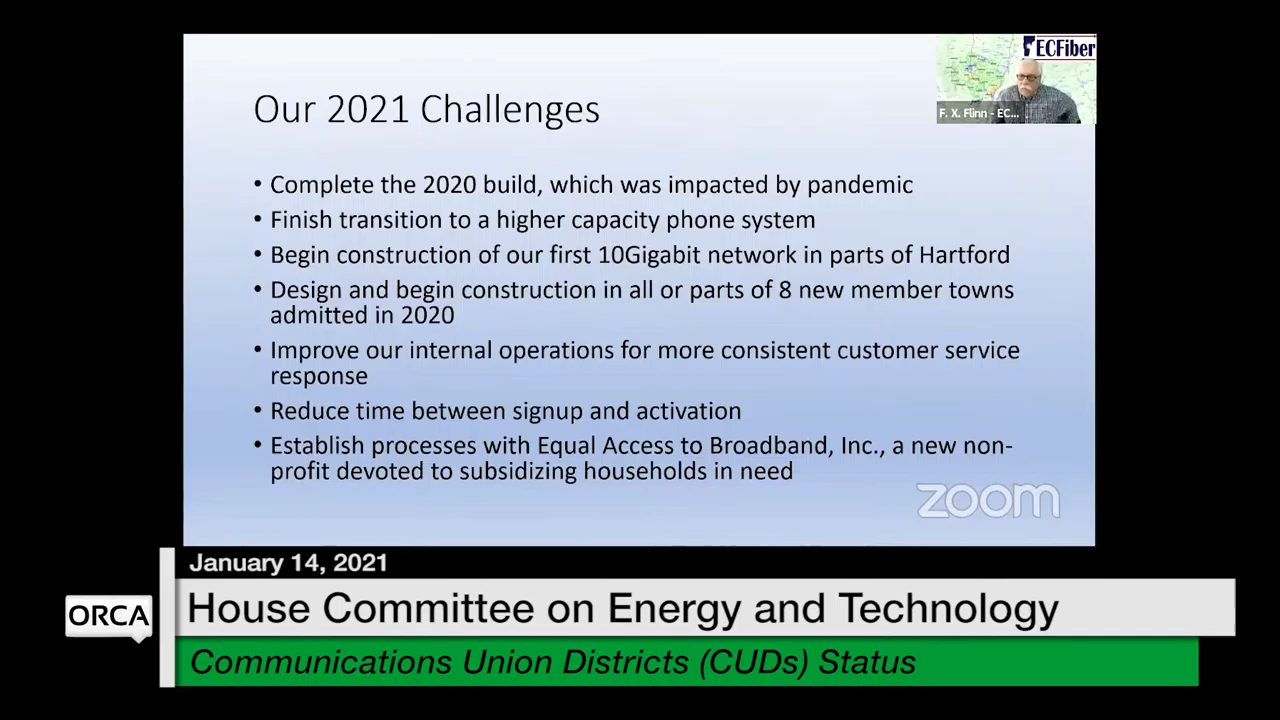 ECFiber
F. X. Flinn - EC...
Our 2021 Challenges
• Complete the 2020 build, which was impacted by pandemic
• Finish transition to a higher capacity phone system
• Begin construction of our first 10Gigabit network in parts of Hartford
• Design and begin construction in all or parts of 8 new member towns
admitted in 2020
• Improve our internal operations for more consistent customer service
response
• Reduce time between signup and activation
• Establish processes with Equal Access to Broadband, Inc., a new non-
profit devoted to subsidizing households in need
zoom
January 14, 2021
ORCA
House Committee on Energy and Technology
Communications Union Districts (CUDs) Status